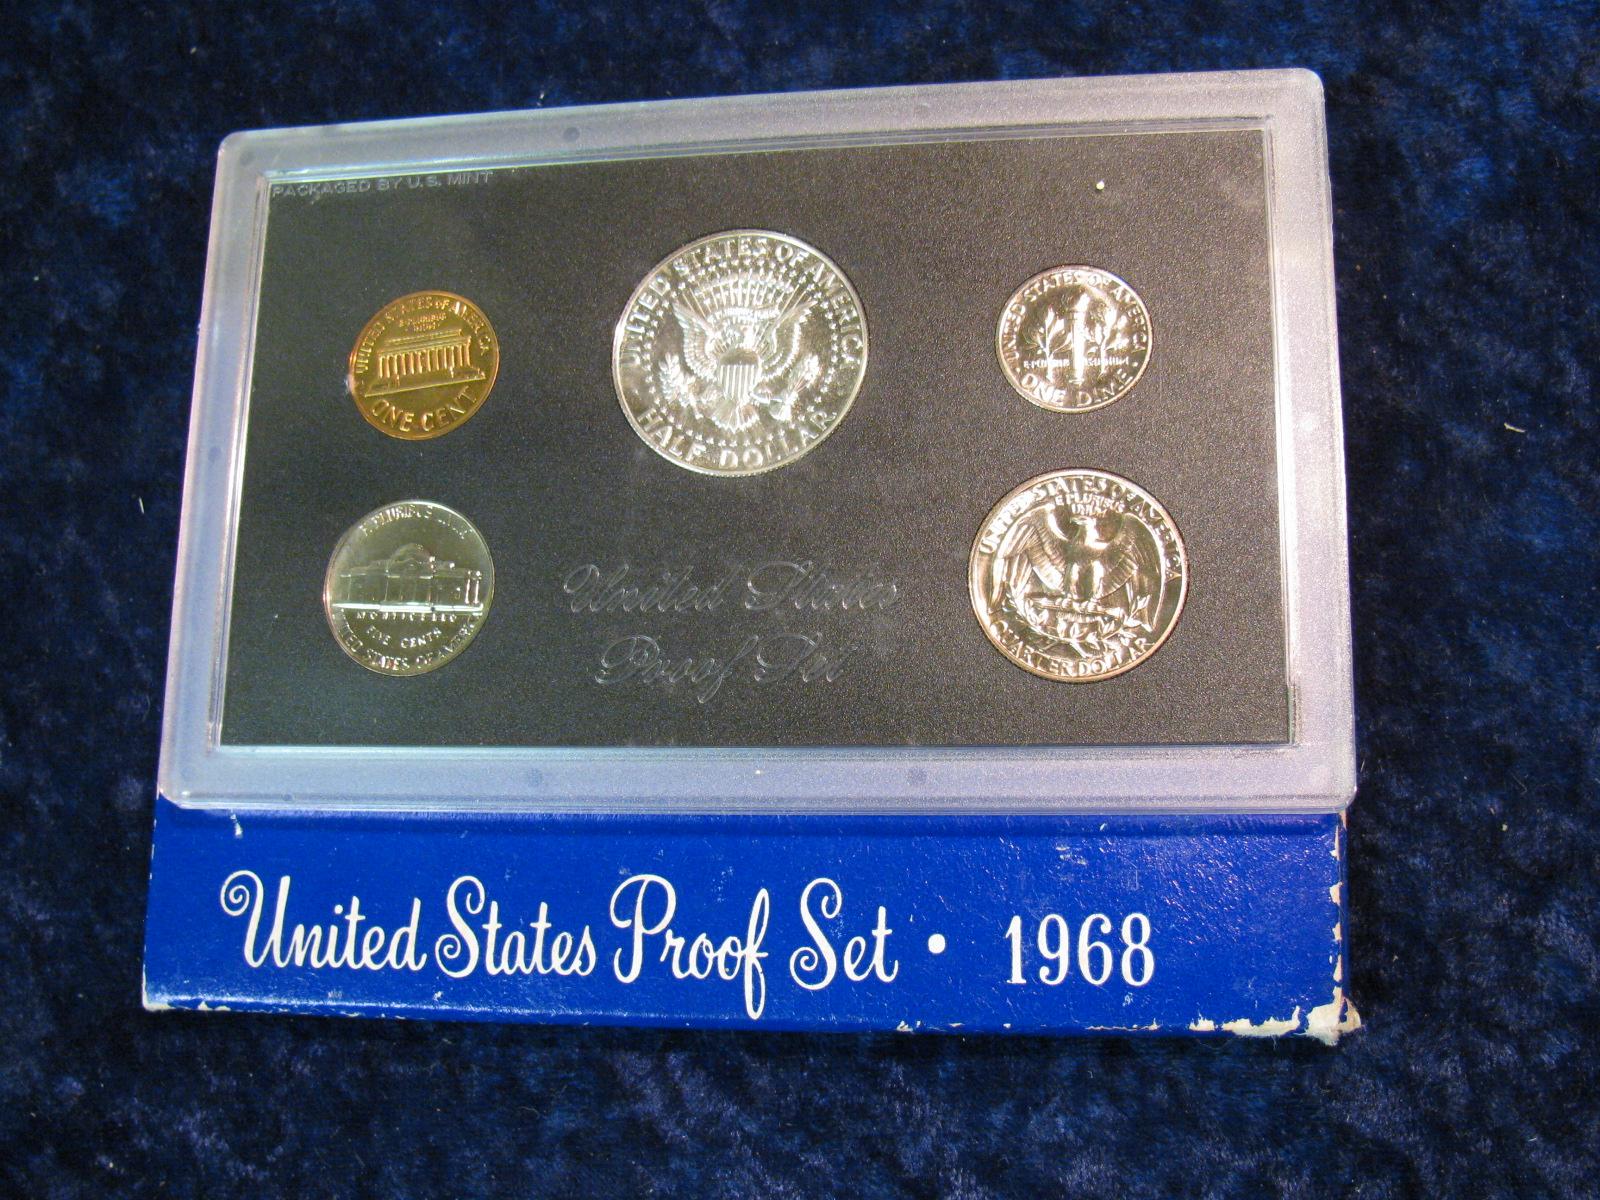 PACKAGED BY U.S. MINT
UNITED STATES OF AMERICA
E PLURIBUS
UNUM
ONE CENT
UNITED STATES OF AMERICA
HALF DOLLAR
UNITED STATES OF AMERICA
E PLURIBUS UNUM
ONE DIME
E PLURIBUS UNUM
MONTICELLO
FIVE CENTS
UNITED STATES OF AMERICA
UNITED STATES OF AMERICA
E PLURIBUS
UNUM
QUARTER DOLLAR
United States
Proof Set
United States Proof Set · 1968